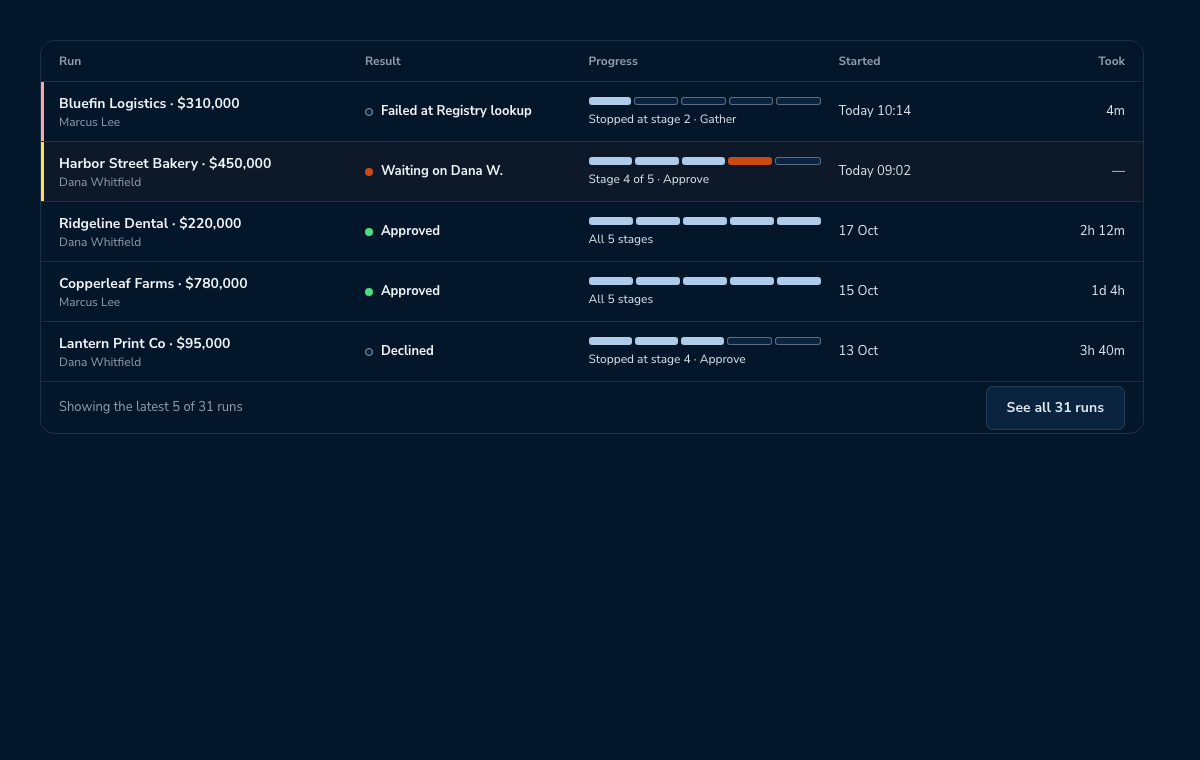 Run Result Progress Started Took
Bluefin Logistics · $310,000
Marcus Lee
Failed at Registry lookup
Stopped at stage 2 · Gather
Today 10:14
4m
Harbor Street Bakery · $450,000
Dana Whitfield
Waiting on Dana W.
Stage 4 of 5 · Approve
Today 09:02
—
Ridgeline Dental · $220,000
Dana Whitfield
Approved
All 5 stages
17 Oct
2h 12m
Copperleaf Farms · $780,000
Marcus Lee
Approved
All 5 stages
15 Oct
1d 4h
Lantern Print Co · $95,000
Dana Whitfield
Declined
Stopped at stage 4 · Approve
13 Oct
3h 40m
Showing the latest 5 of 31 runs
See all 31 runs